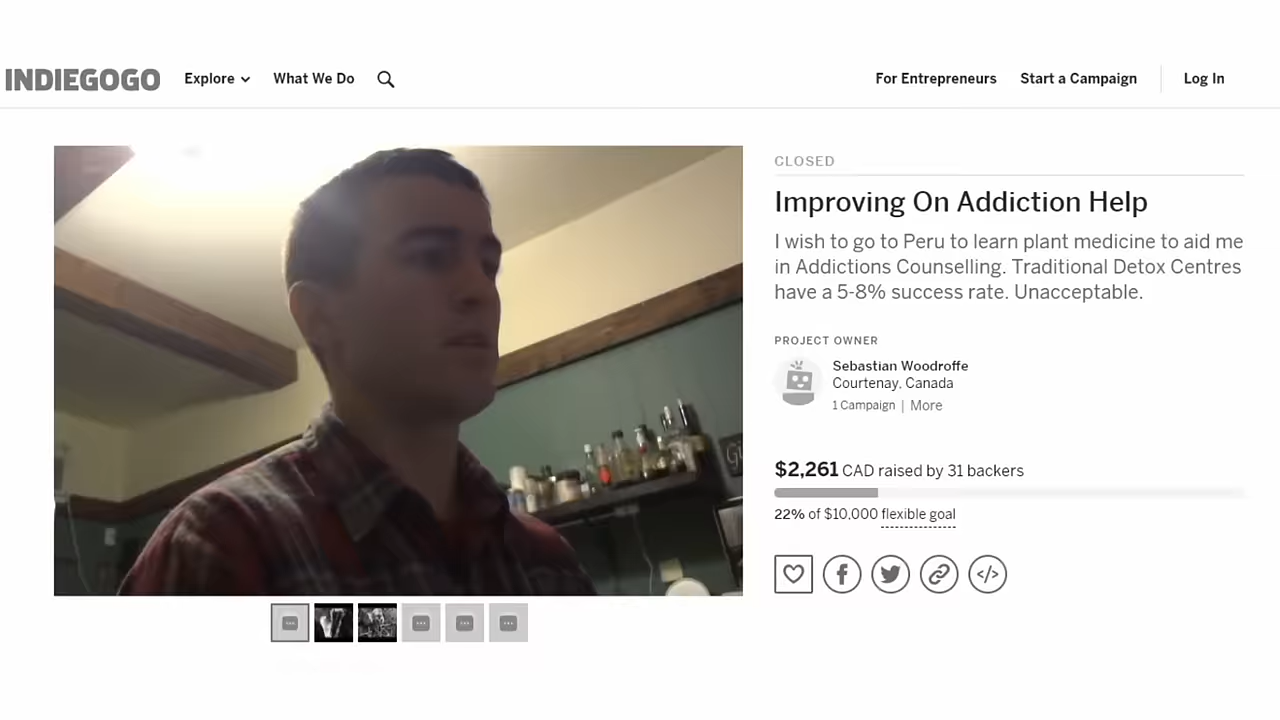 INDIEGOGO Explore What We Do For Entrepreneurs Start a Campaign Log In
CLOSED
Improving On Addiction Help
I wish to go to Peru to learn plant medicine to aid me
in Addictions Counselling. Traditional Detox Centres
have a 5-8% success rate. Unacceptable.
PROJECT OWNER
Sebastian Woodroffe
Courtenay, Canada
1 Campaign | More
$2,261 CAD raised by 31 backers
22% of $10,000 flexible goal